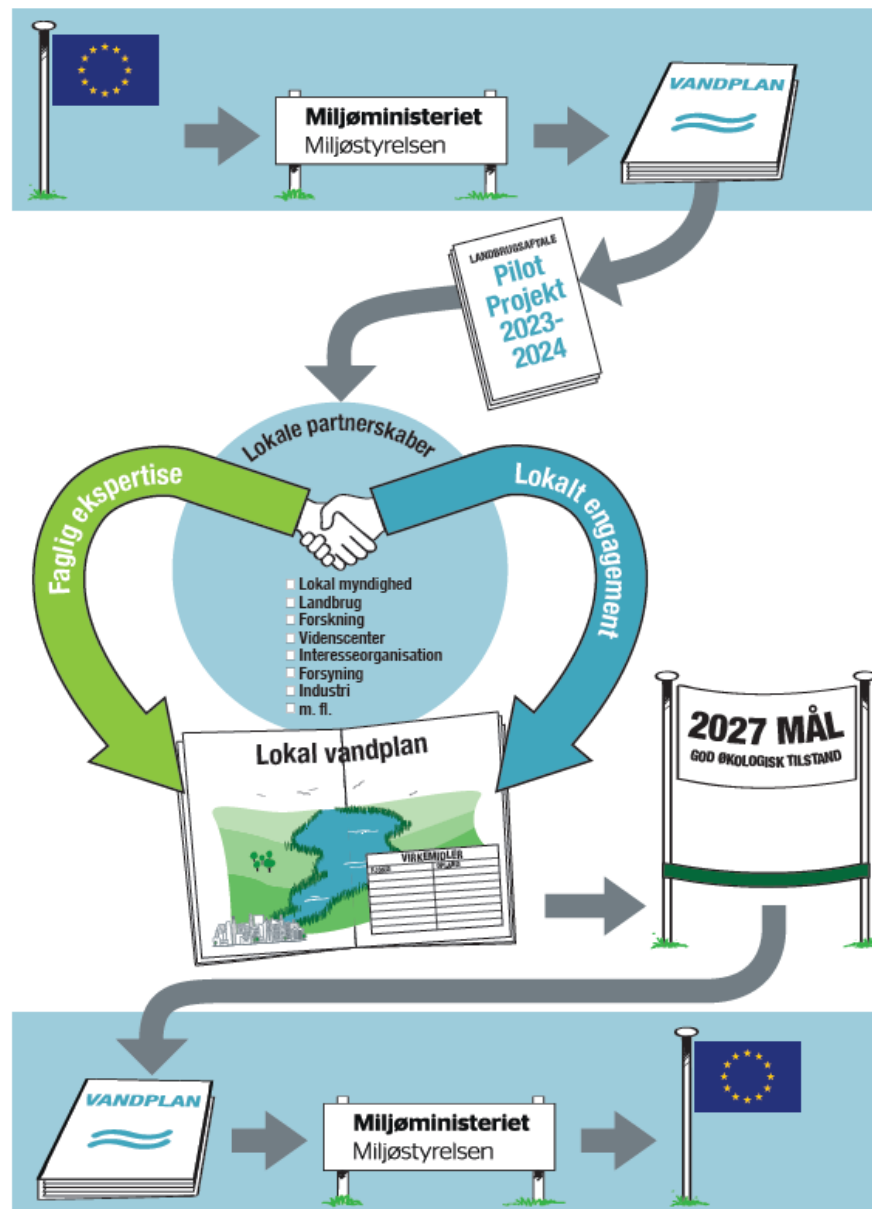 Miljøministeriet
Miljøstyrelsen
VANDPLAN
LANDBRUGSAFTALE
Pilot
Projekt
2023-
2024
Lokale partnerskaber
Faglig ekspertise
Lokalt engagement
Lokal myndighed
Landbrug
Forskning
Videnscenter
Interesseorganisation
Forsyning
Industri
m. fl.
Lokal vandplan
VIRKEMIDLER
OPLAND
2027 MÅL
GOD ØKOLOGISK TILSTAND
VANDPLAN
Miljøministeriet
Miljøstyrelsen